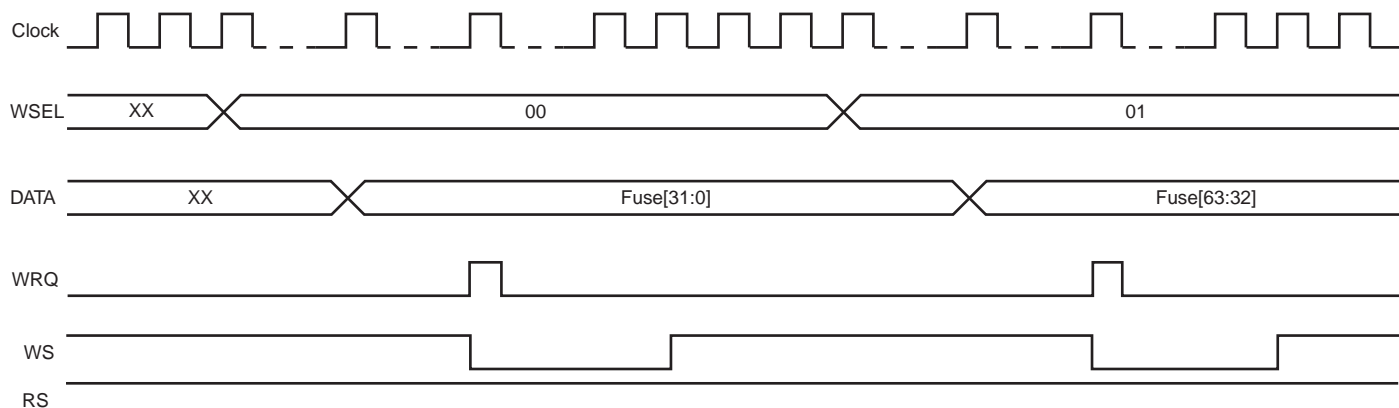 Clock
WSEL XX 00 01
DATA XX Fuse[31:0] Fuse[63:32]
WRQ
WS
RS